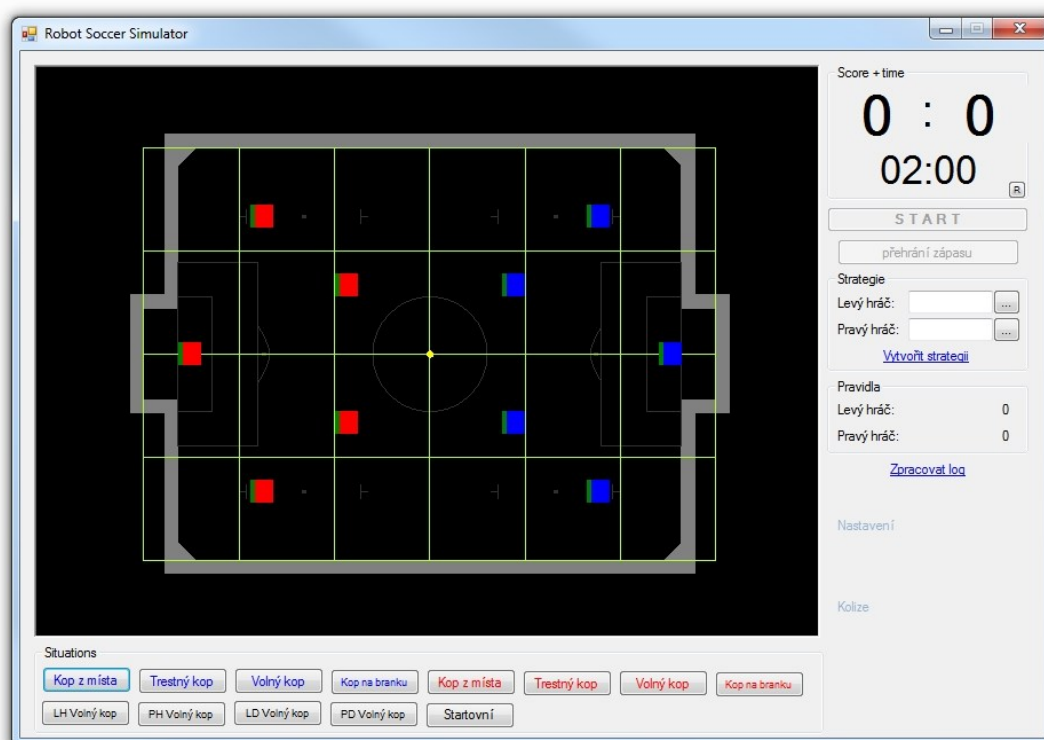 Robot Soccer Simulator
Score + time
0 : 0
02:00
R
START
přehrání zápasu
Strategie
Levý hráč: ...
Pravý hráč: ...
Vytvořit strategii
Pravidla
Levý hráč: 0
Pravý hráč: 0
Zpracovat log
Nastavení
Kolize
Situations
Kop z místa Trestný kop Volný kop Kop na branku Kop z místa Trestný kop Volný kop Kop na branku
LH Volný kop PH Volný kop LD Volný kop PD Volný kop Startovní